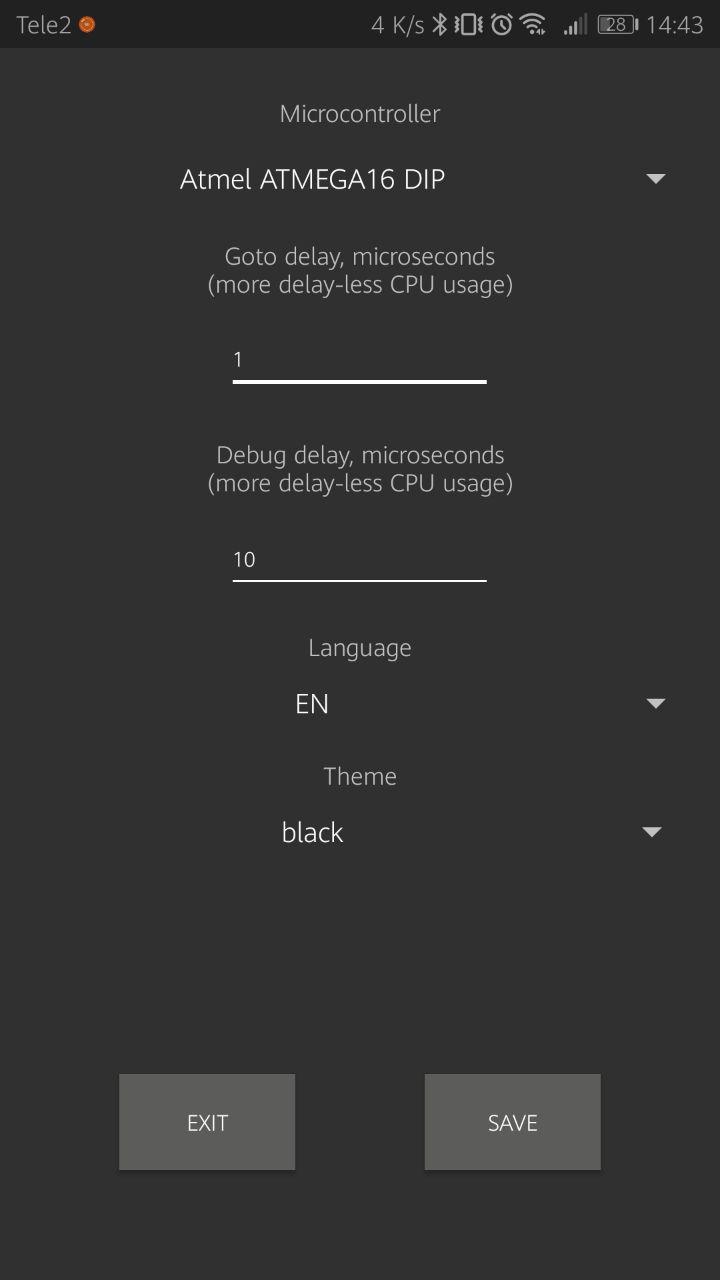 Tele2 4 K/s 28 14:43
Microcontroller
Atmel ATMEGA16 DIP
Goto delay, microseconds
(more delay-less CPU usage)
1
Debug delay, microseconds
(more delay-less CPU usage)
10
Language
EN
Theme
black
EXIT SAVE